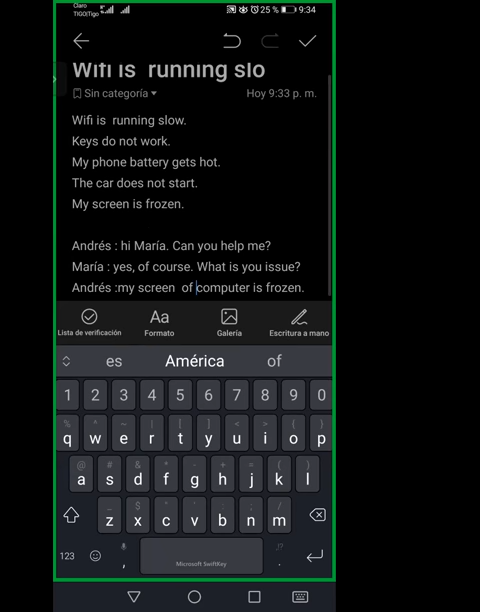 Claro
TIGO|Tigo
25 % 9:34
Wifi is running slo
Sin categoría
Hoy 9:33 p. m.
Wifi is running slow.
Keys do not work.
My phone battery gets hot.
The car does not start.
My screen is frozen.
Andrés : hi María. Can you help me?
María : yes, of course. What is you issue?
Andrés :my screen of computer is frozen.
Lista de verificación
Aa
Formato
Galería
Escritura a mano
es América of
1 2 3 4 5 6 7 8 9 0
q w e r t y u i o p
a s d f g h j k l
z x c v b n m
123 , Microsoft SwiftKey .